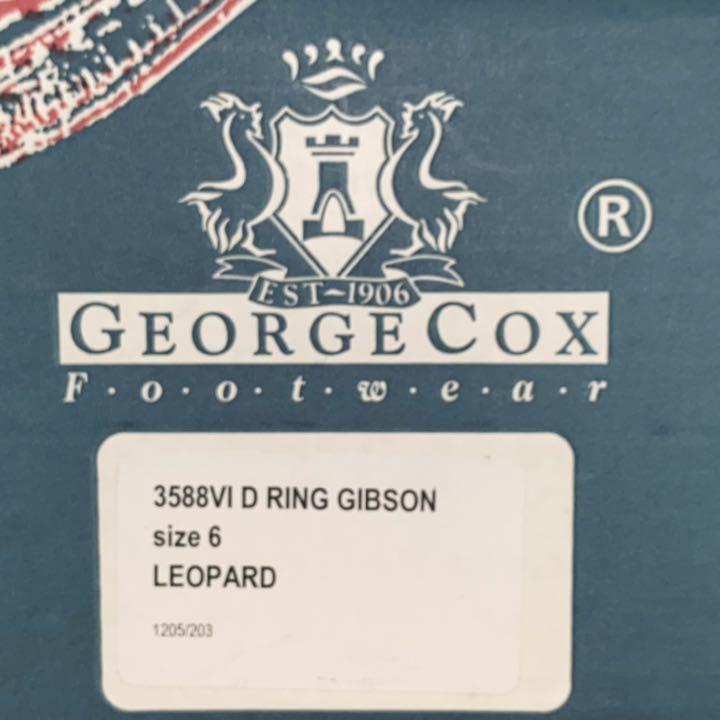 EST-1906
®
GEORGE COX
F·o·o·t·w·e·a·r
3588VI D RING GIBSON
size 6
LEOPARD
1205/203